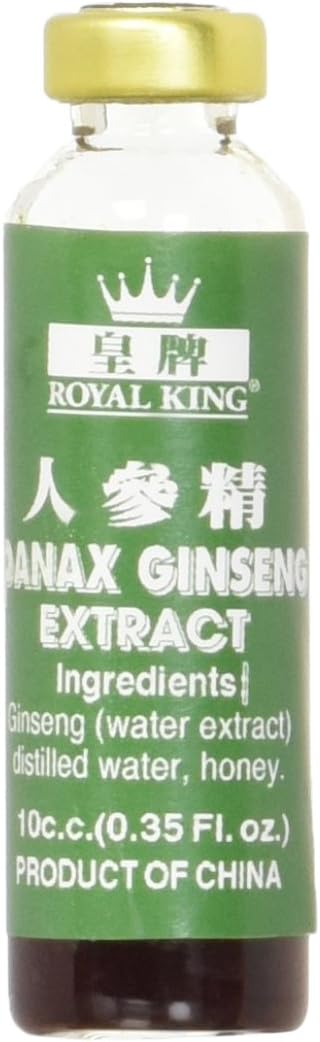 皇牌
ROYAL KING®
人參精
PANAX GINSENG
EXTRACT
Ingredients:
Ginseng (water extract)
distilled water, honey.
10c.c.(0.35 Fl. oz.)
PRODUCT OF CHINA